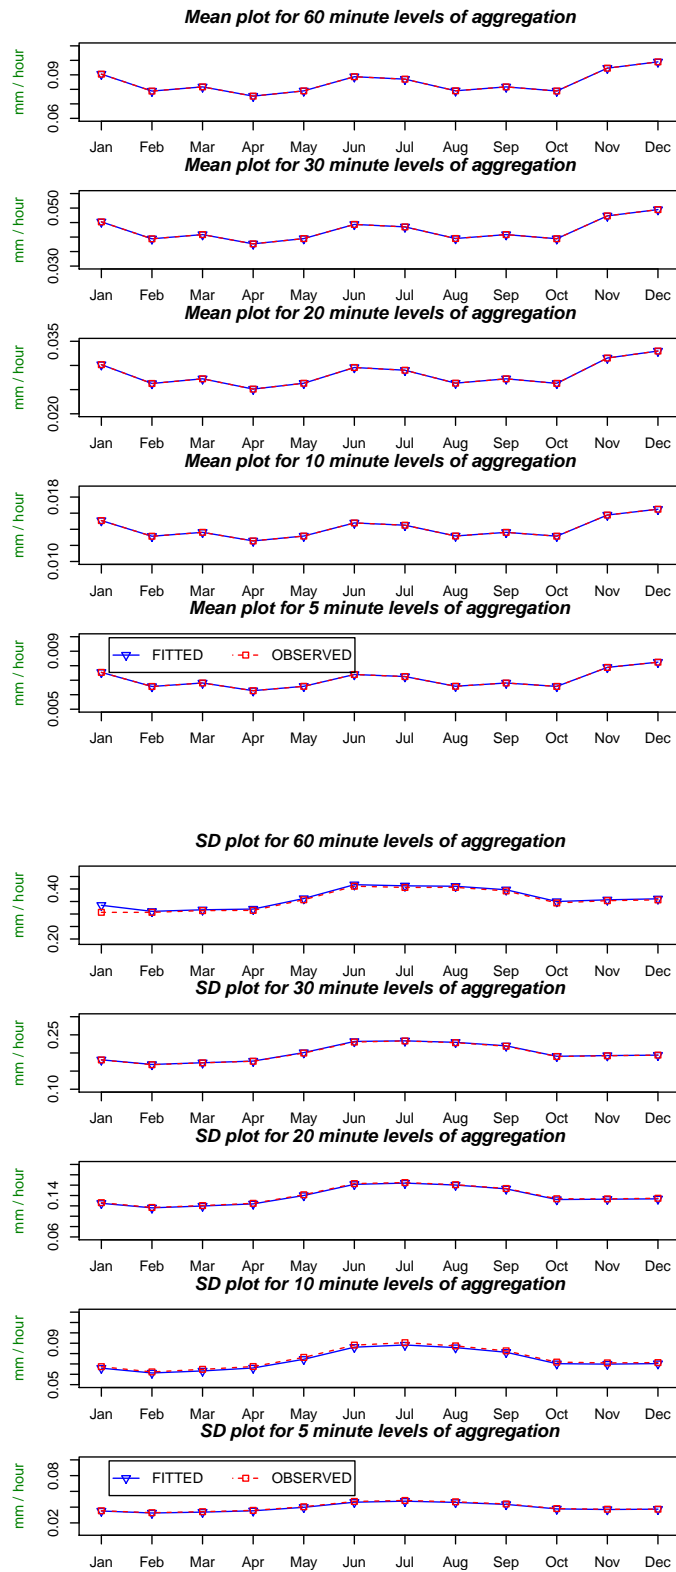 Mean plot for 60 minute levels of aggregation
mm / hour
0.06 0.09
Jan Feb Mar Apr May Jun Jul Aug Sep Oct Nov Dec
Mean plot for 30 minute levels of aggregation
mm / hour
0.030 0.050
Jan Feb Mar Apr May Jun Jul Aug Sep Oct Nov Dec
Mean plot for 20 minute levels of aggregation
mm / hour
0.020 0.035
Jan Feb Mar Apr May Jun Jul Aug Sep Oct Nov Dec
Mean plot for 10 minute levels of aggregation
mm / hour
0.010 0.018
Jan Feb Mar Apr May Jun Jul Aug Sep Oct Nov Dec
Mean plot for 5 minute levels of aggregation
mm / hour
0.005 0.009
FITTED OBSERVED
Jan Feb Mar Apr May Jun Jul Aug Sep Oct Nov Dec
SD plot for 60 minute levels of aggregation
mm / hour
0.20 0.40
Jan Feb Mar Apr May Jun Jul Aug Sep Oct Nov Dec
SD plot for 30 minute levels of aggregation
mm / hour
0.10 0.25
Jan Feb Mar Apr May Jun Jul Aug Sep Oct Nov Dec
SD plot for 20 minute levels of aggregation
mm / hour
0.06 0.14
Jan Feb Mar Apr May Jun Jul Aug Sep Oct Nov Dec
SD plot for 10 minute levels of aggregation
mm / hour
0.05 0.09
Jan Feb Mar Apr May Jun Jul Aug Sep Oct Nov Dec
SD plot for 5 minute levels of aggregation
mm / hour
0.02 0.08
FITTED OBSERVED
Jan Feb Mar Apr May Jun Jul Aug Sep Oct Nov Dec